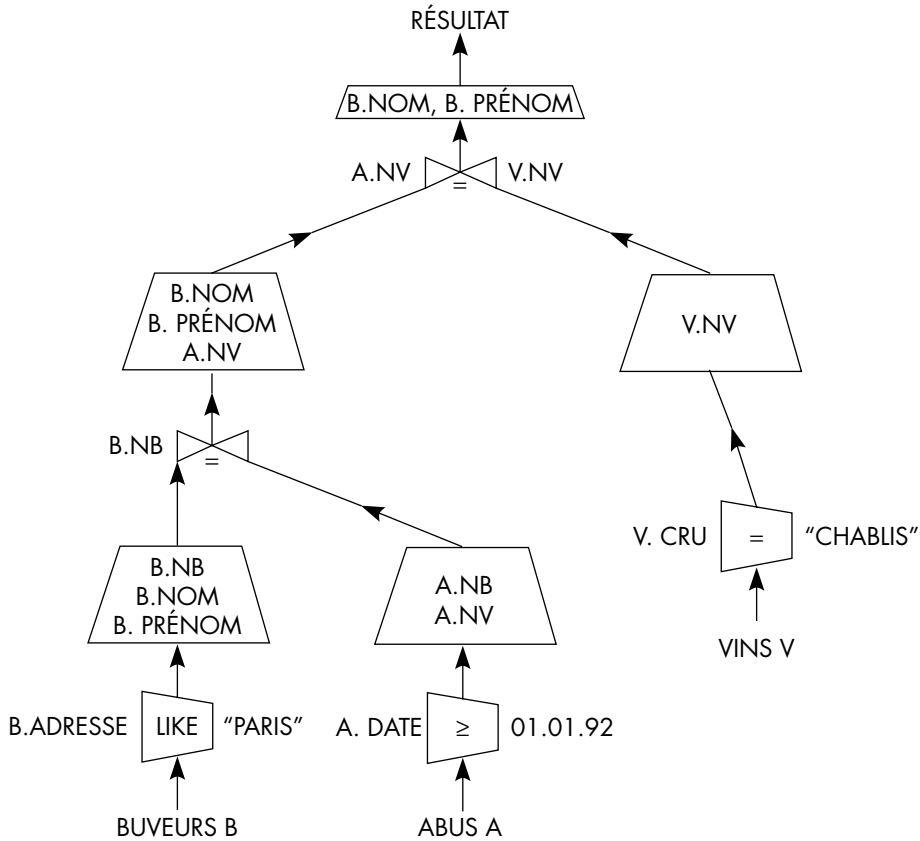 RÉSULTAT
B.NOM, B. PRÉNOM
A.NV
=
V.NV
B.NOM
B. PRÉNOM
A.NV
V.NV
B.NB
=
V. CRU
=
“CHABLIS”
B.NB
B.NOM
B. PRÉNOM
A.NB
A.NV
VINS V
B.ADRESSE
LIKE
“PARIS”
A. DATE
≥
01.01.92
BUVEURS B
ABUS A